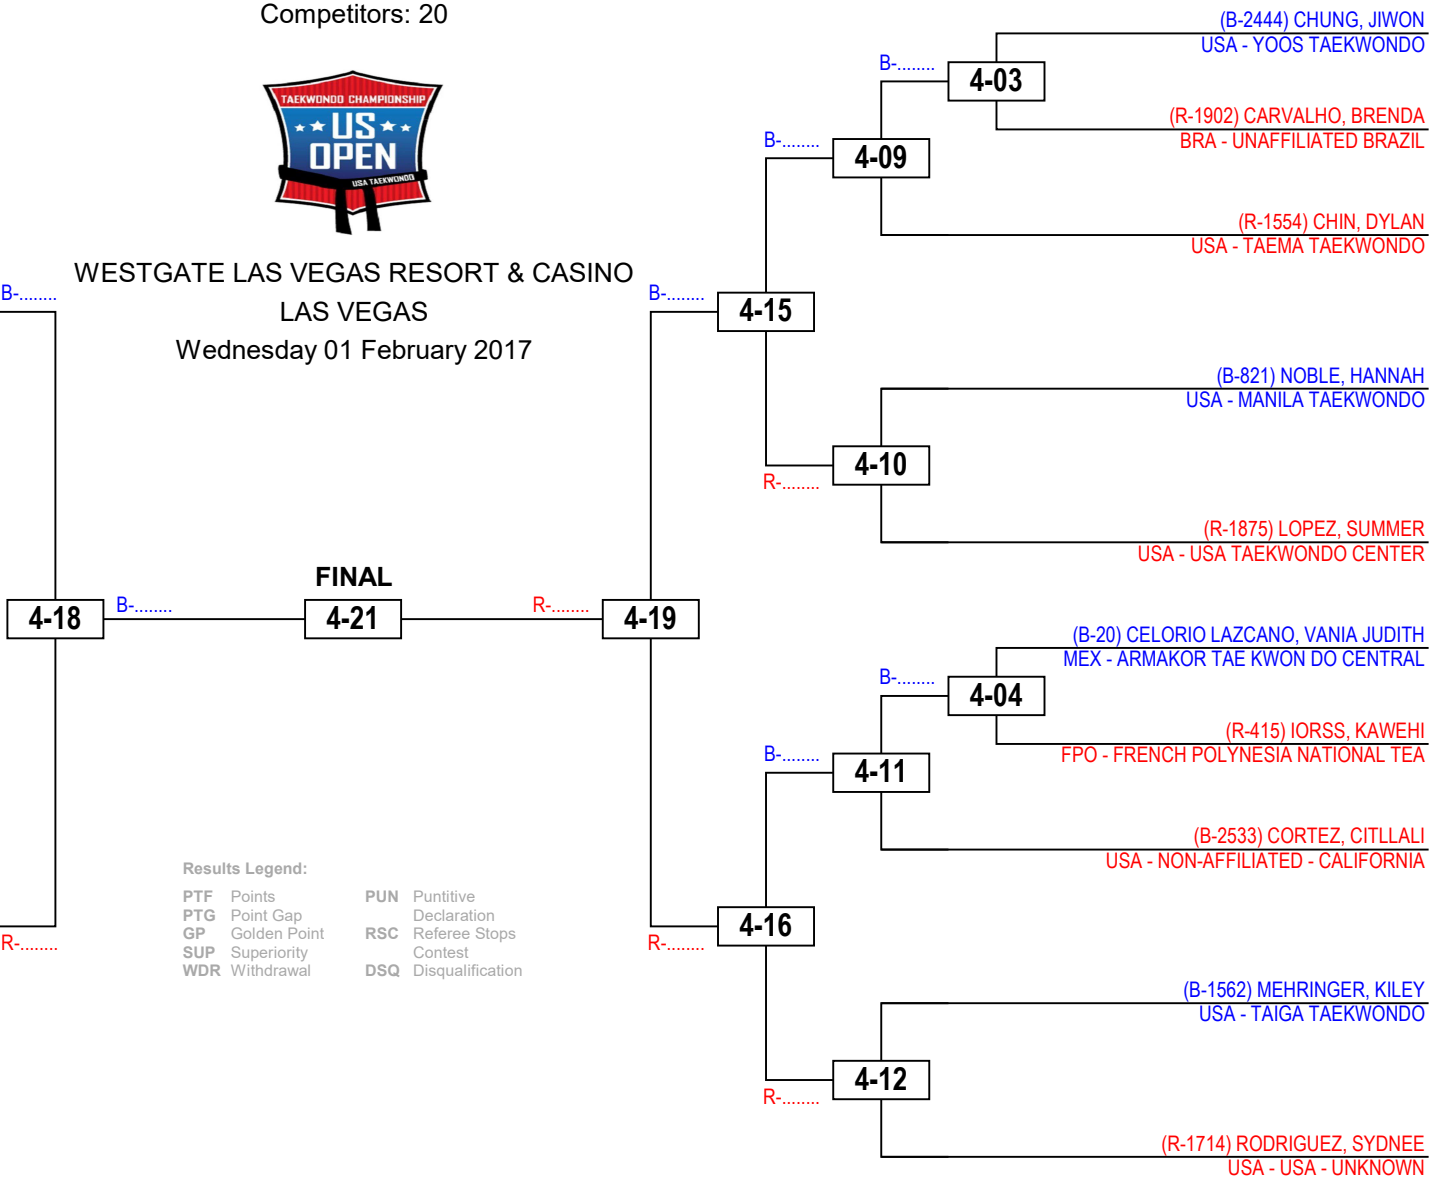 Competitors: 20
TAEKWONDO CHAMPIONSHIP
US
OPEN
USA TAEKWONDO
WESTGATE LAS VEGAS RESORT & CASINO
LAS VEGAS
Wednesday 01 February 2017
B-........
4-18
B-........
R-........
FINAL
4-21
R-........
4-19
B-........
R-........
4-15
B-........
R-........
4-16
B-........
R-........
4-09
B-........
4-10
4-11
B-........
4-12
4-03
4-04
(B-2444) CHUNG, JIWON
USA - YOOS TAEKWONDO
(R-1902) CARVALHO, BRENDA
BRA - UNAFFILIATED BRAZIL
(R-1554) CHIN, DYLAN
USA - TAEMA TAEKWONDO
(B-821) NOBLE, HANNAH
USA - MANILA TAEKWONDO
(R-1875) LOPEZ, SUMMER
USA - USA TAEKWONDO CENTER
(B-20) CELORIO LAZCANO, VANIA JUDITH
MEX - ARMAKOR TAE KWON DO CENTRAL
(R-415) IORSS, KAWEHI
FPO - FRENCH POLYNESIA NATIONAL TEA
(B-2533) CORTEZ, CITLLALI
USA - NON-AFFILIATED - CALIFORNIA
(B-1562) MEHRINGER, KILEY
USA - TAIGA TAEKWONDO
(R-1714) RODRIGUEZ, SYDNEE
USA - USA - UNKNOWN
Results Legend:
PTF Points
PTG Point Gap
GP Golden Point
SUP Superiority
WDR Withdrawal
PUN Puntitive
Declaration
RSC Referee Stops
Contest
DSQ Disqualification